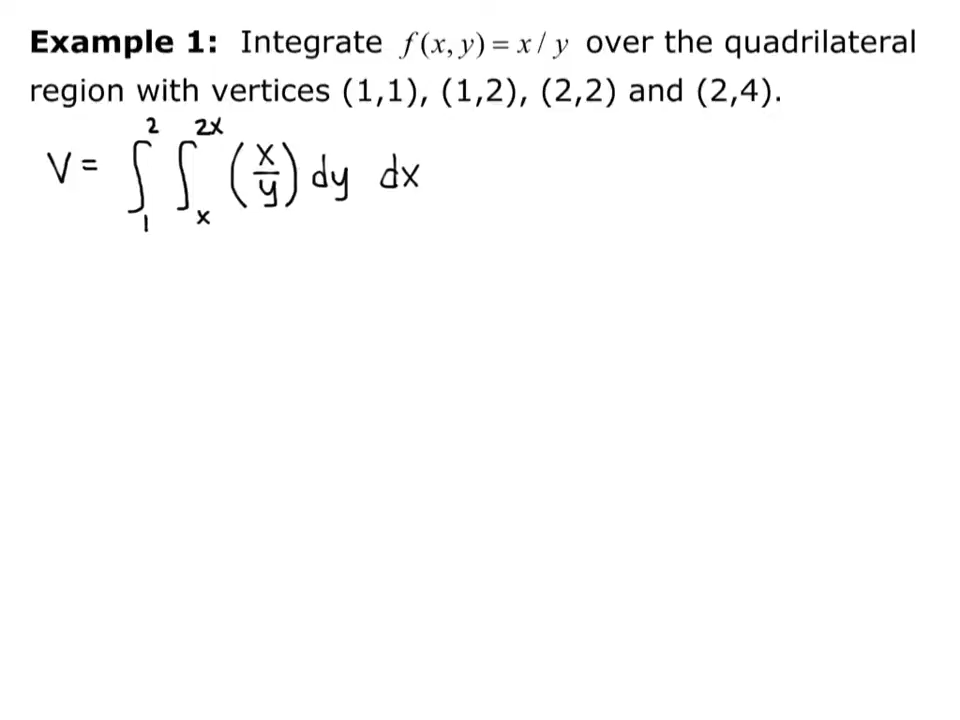 Example 1: Integrate f(x, y) = x / y over the quadrilateral
region with vertices (1,1), (1,2), (2,2) and (2,4).
V = ∫₁² ∫ₓ²ˣ (x/y) dy dx